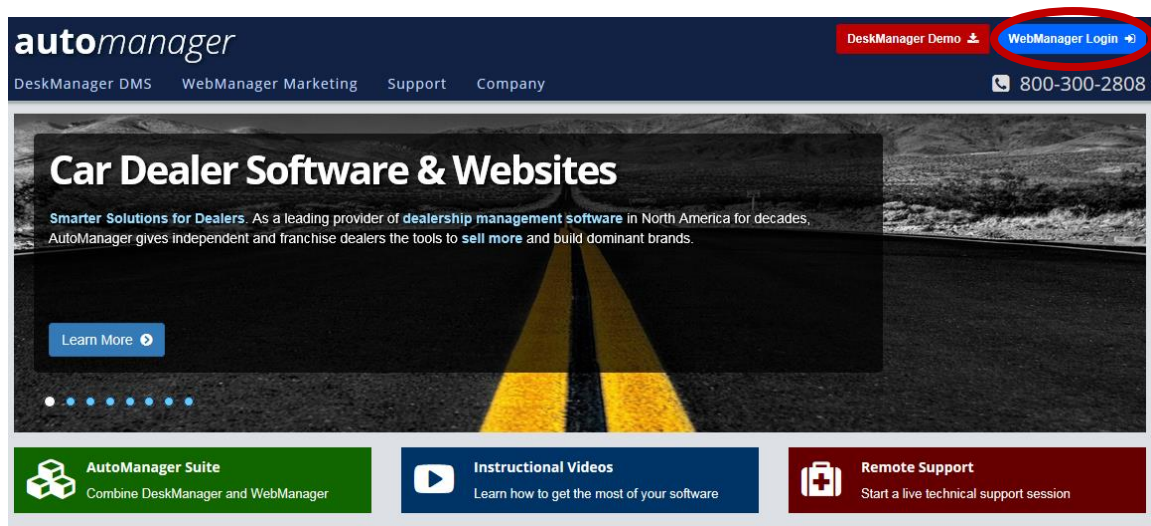 automanager
DeskManager Demo
WebManager Login
DeskManager DMS WebManager Marketing Support Company
800-300-2808
Car Dealer Software & Websites
Smarter Solutions for Dealers. As a leading provider of dealership management software in North America for decades,
AutoManager gives independent and franchise dealers the tools to sell more and build dominant brands.
Learn More
AutoManager Suite
Combine DeskManager and WebManager
Instructional Videos
Learn how to get the most of your software
Remote Support
Start a live technical support session